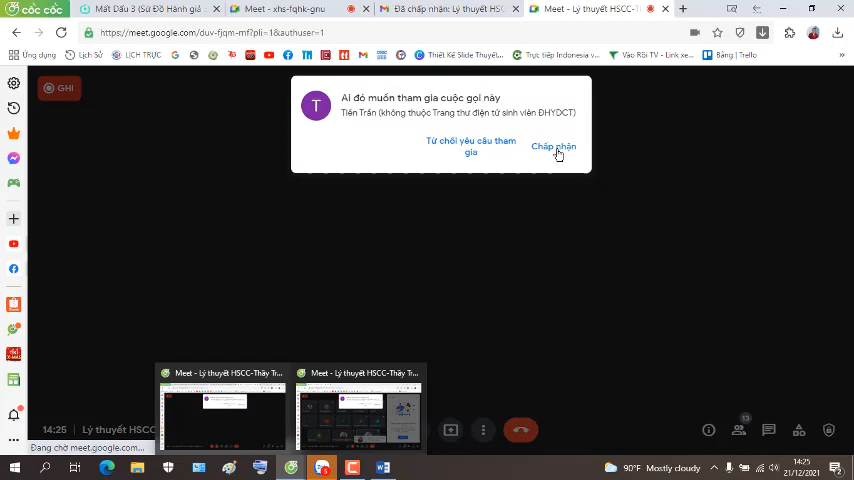 cốc cốc
Mất Dấu 3 (Sứ Đồ Hành giả
Meet - xhs-fqhk-gnu
Đã chấp nhận: Lý thuyết HSCC-T
Meet - Lý thuyết HSCC-T
https://meet.google.com/duv-fjqm-mf?pli=1&authuser=1
Ứng dụng
Lịch Sử
LỊCH TRỰC
Thiết Kế Slide Thuyết...
Trực tiếp Indonesia v...
Vào Rồi TV - Link xe...
Bảng | Trello
GHI
T
Ai đó muốn tham gia cuộc gọi này
Tiến Trần (không thuộc Trang thư điện tử sinh viên ĐHYDCT)
Từ chối yêu cầu tham
gia
Chấp nhận
Meet - Lý thuyết HSCC-Thầy Tr...
Meet - Lý thuyết HSCC-Thầy T...
14:25
Lý th
13
Đang chờ meet.google.com...
5
90°F Mostly cloudy
14:25
21/12/2021
2